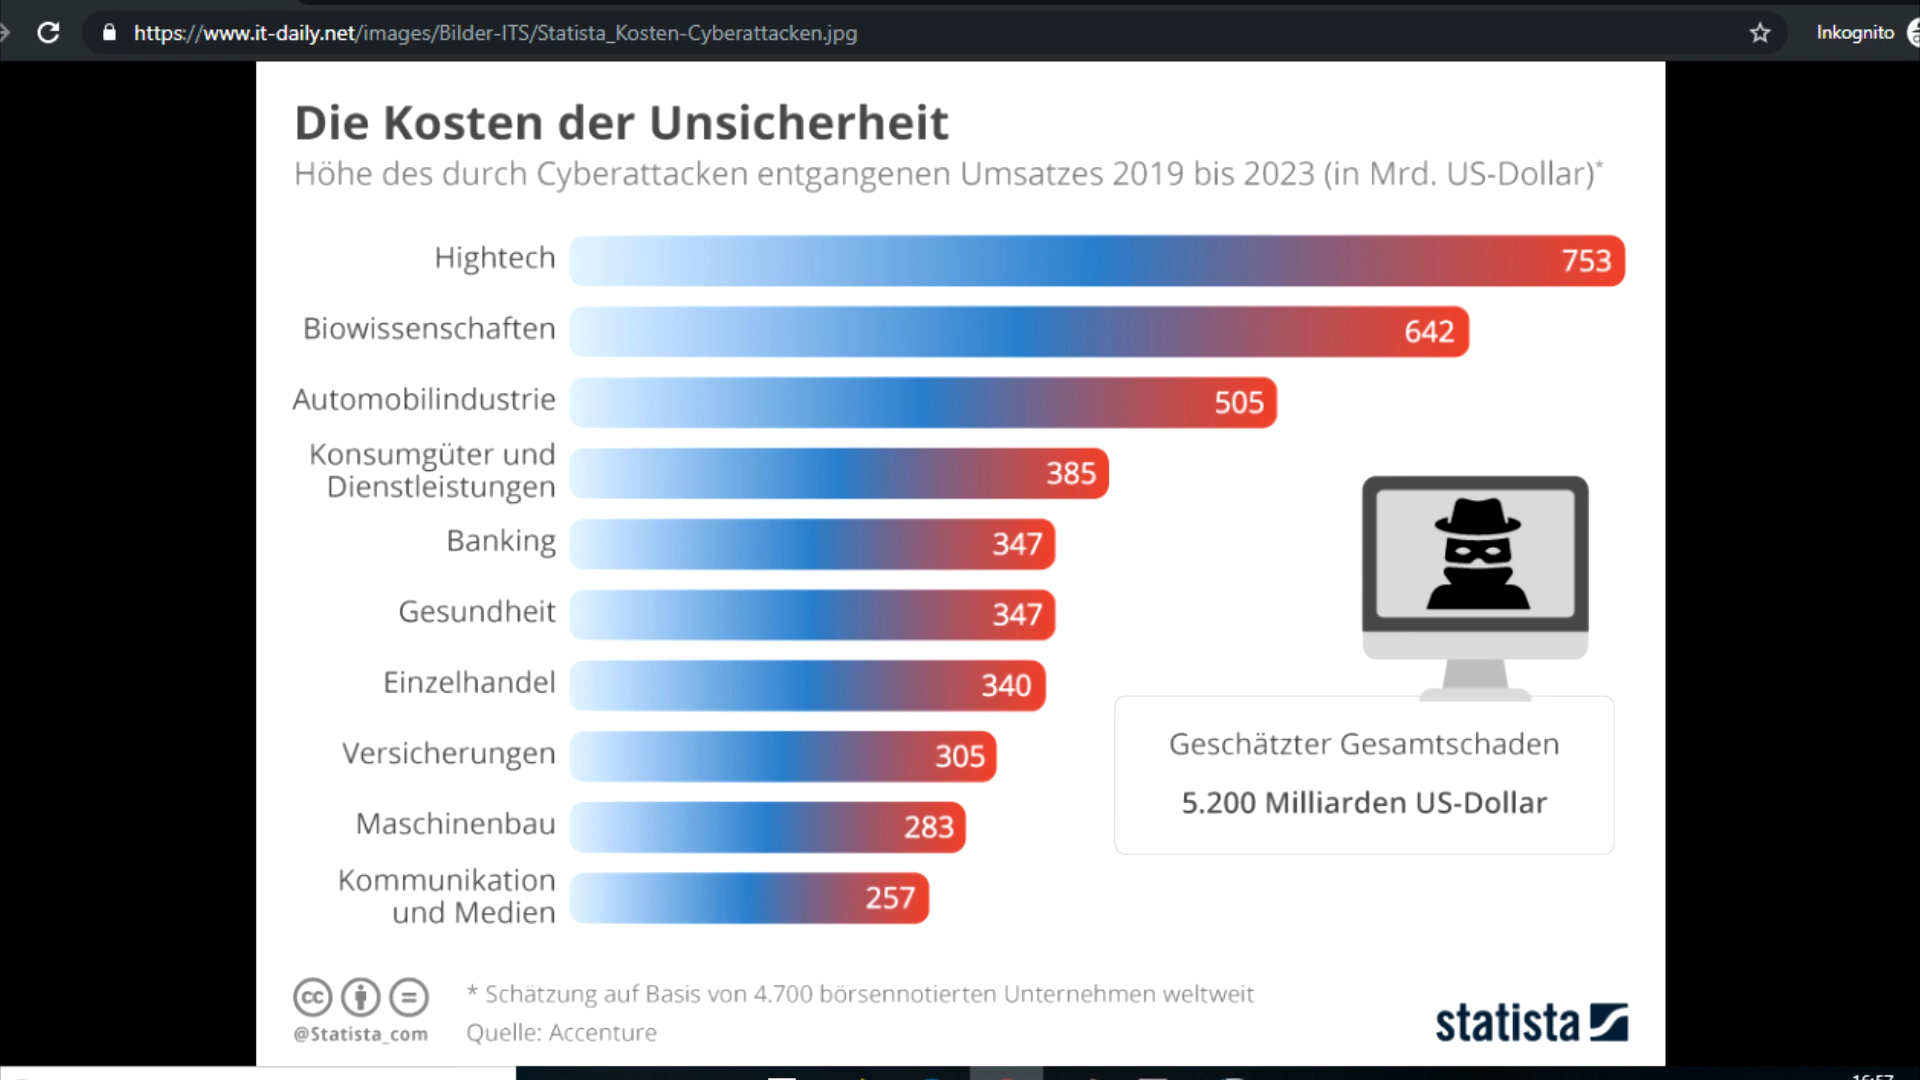 https://www.it-daily.net/images/Bilder-ITS/Statista_Kosten-Cyberattacken.jpg
Inkognito
Die Kosten der Unsicherheit
Höhe des durch Cyberattacken entgangenen Umsatzes 2019 bis 2023 (in Mrd. US-Dollar)*
Hightech 753
Biowissenschaften 642
Automobilindustrie 505
Konsumgüter und
Dienstleistungen 385
Banking 347
Gesundheit 347
Einzelhandel 340
Versicherungen 305
Maschinenbau 283
Kommunikation
und Medien 257
Geschätzter Gesamtschaden
5.200 Milliarden US-Dollar
cc
@Statista_com
* Schätzung auf Basis von 4.700 börsennotierten Unternehmen weltweit
Quelle: Accenture
statista